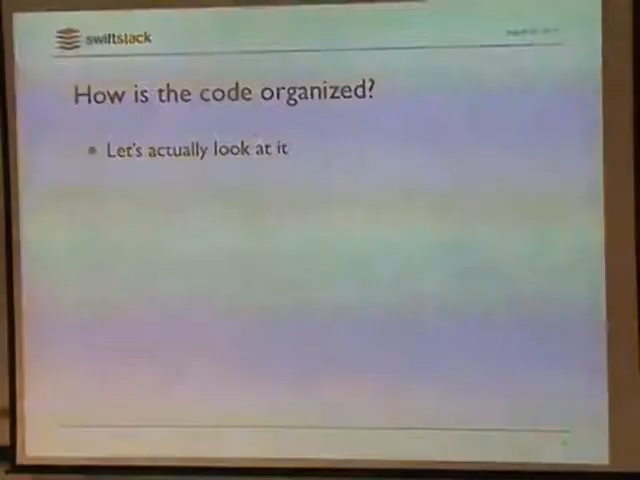 swiftstack
How is the code organized?
Let's actually look at it